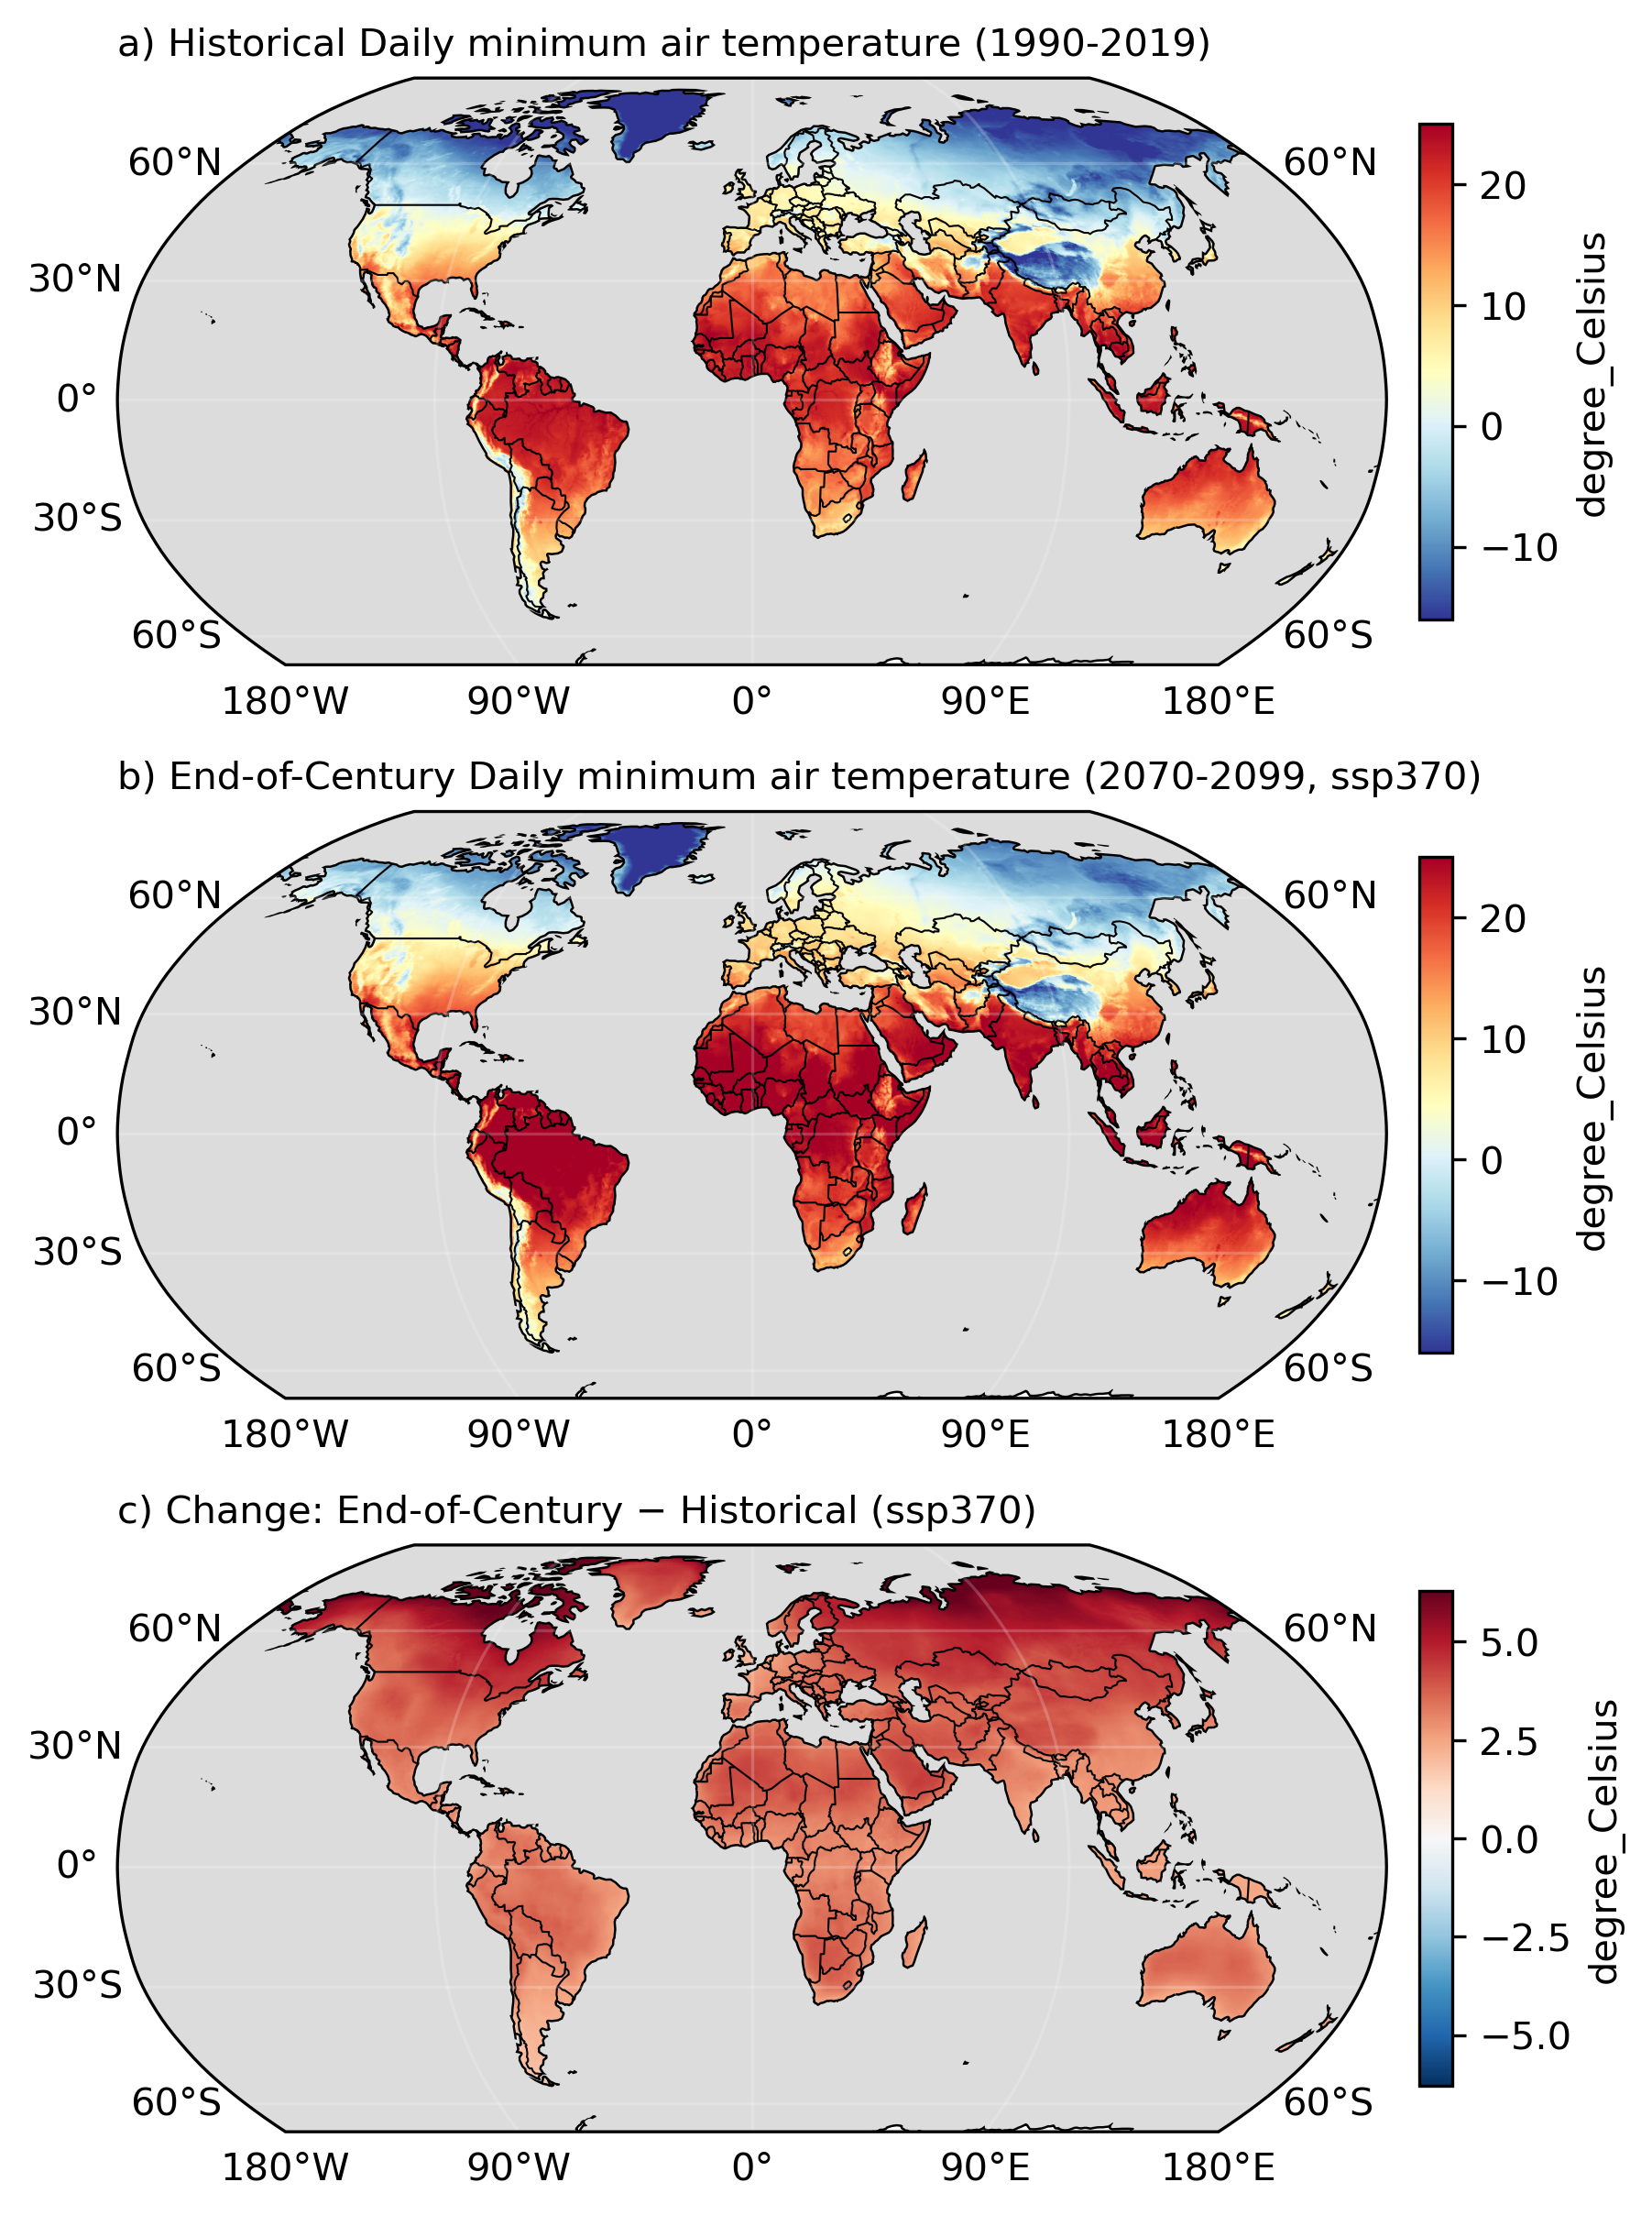 a) Historical Daily minimum air temperature (1990-2019)
60°N
60°N
30°N
0°
30°S
60°S
60°S
180°W 90°W 0° 90°E 180°E
20
10
0
−10
degree_Celsius
b) End-of-Century Daily minimum air temperature (2070-2099, ssp370)
60°N
60°N
30°N
0°
30°S
60°S
60°S
180°W 90°W 0° 90°E 180°E
20
10
0
−10
degree_Celsius
c) Change: End-of-Century − Historical (ssp370)
60°N
60°N
30°N
0°
30°S
60°S
60°S
180°W 90°W 0° 90°E 180°E
5.0
2.5
0.0
−2.5
−5.0
degree_Celsius